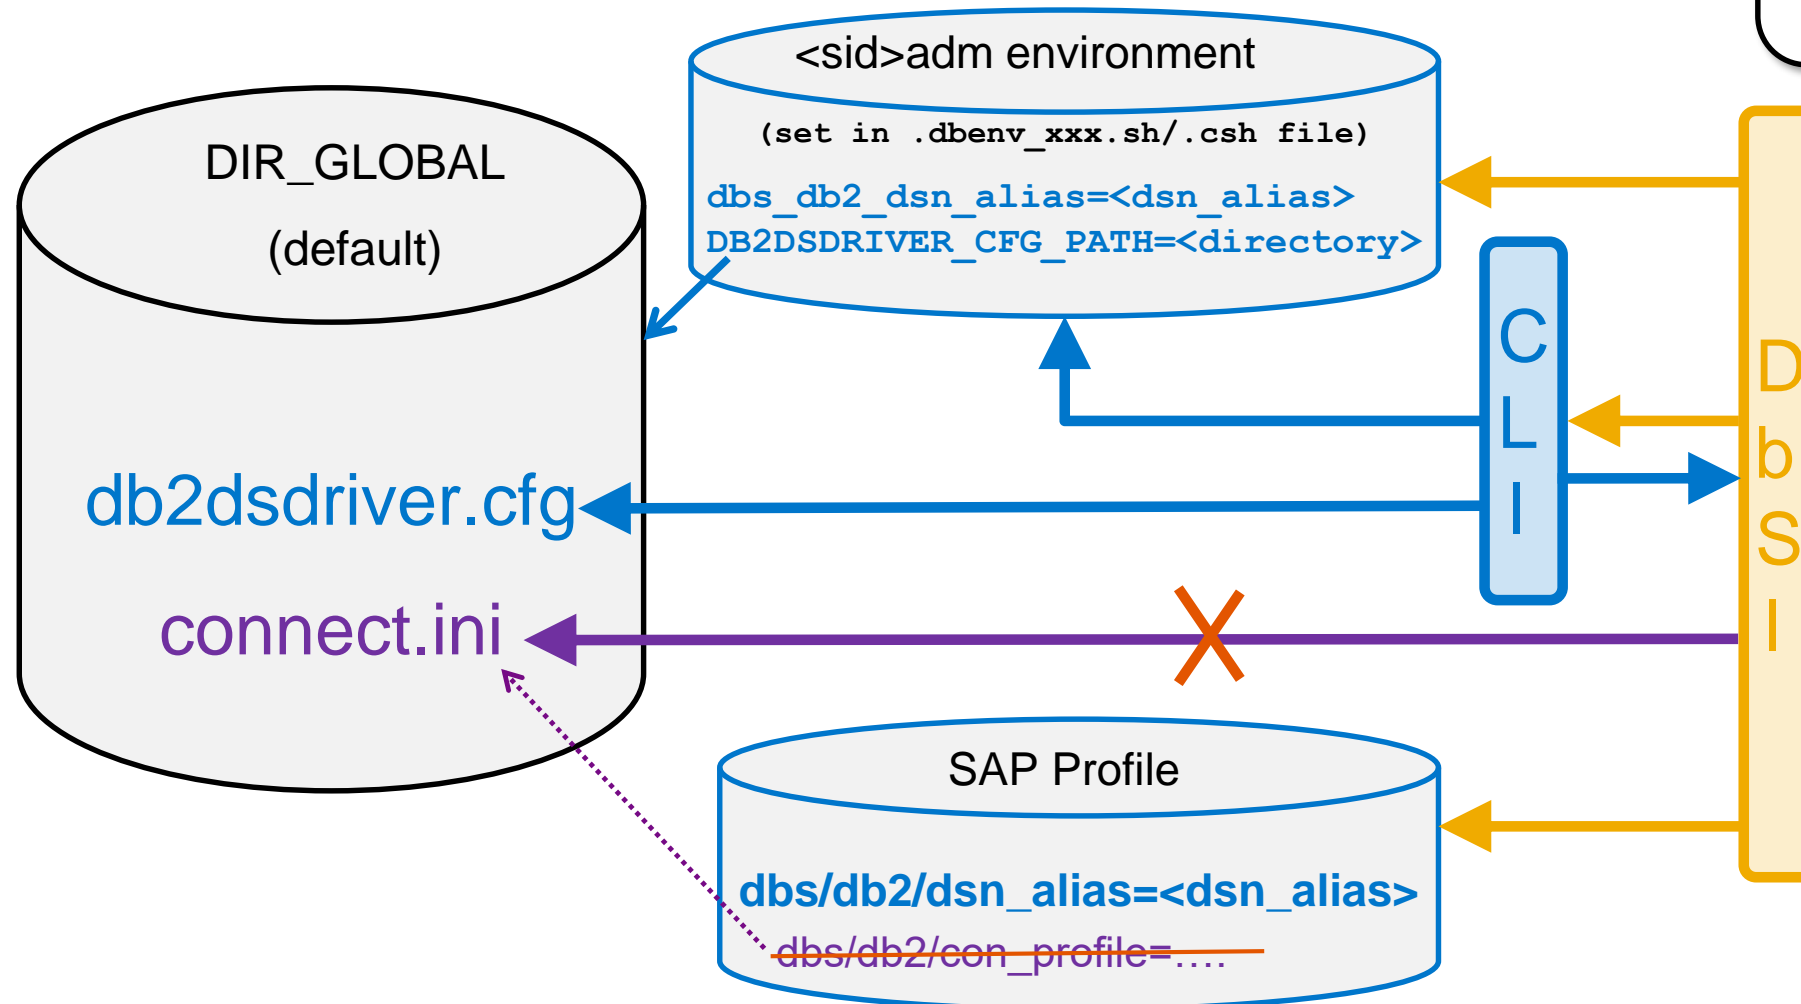 <sid>adm environment
(set in .dbenv_xxx.sh/.csh file)
dbs_db2_dsn_alias=<dsn_alias>
DB2DSDRIVER_CFG_PATH=<directory>
DIR_GLOBAL
(default)
db2dsdriver.cfg
connect.ini
C
L
I
D
b
S
I
SAP Profile
dbs/db2/dsn_alias=<dsn_alias>
dbs/db2/con_profile=....